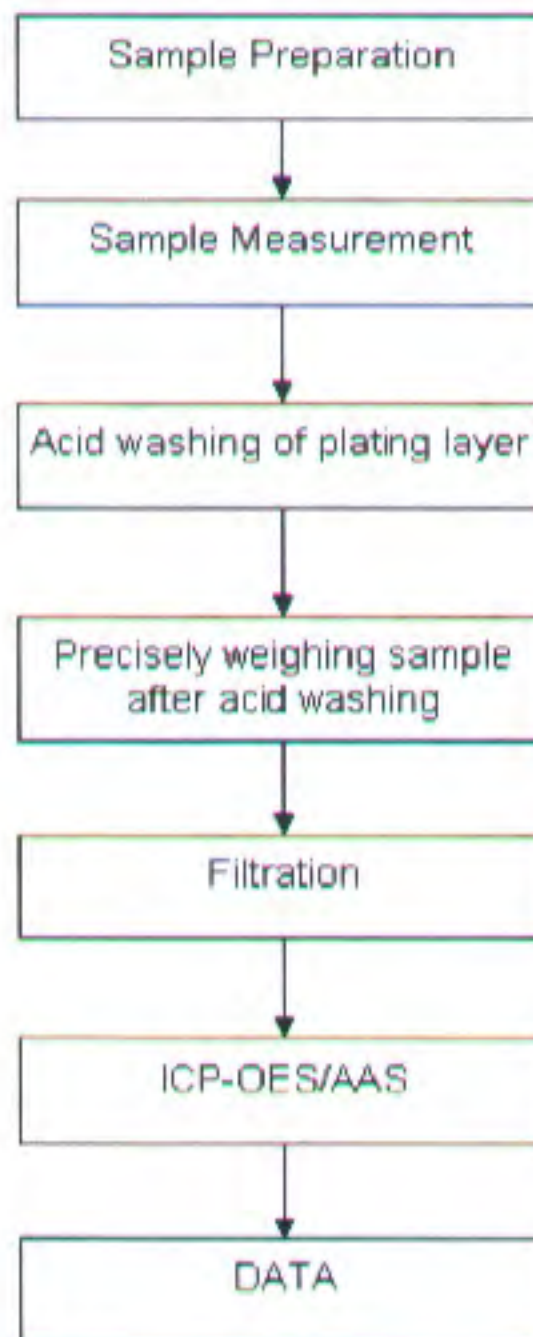 Sample Preparation
Sample Measurement
Acid washing of plating layer
Precisely weighing sample
after acid washing
Filtration
ICP-OES/AAS
DATA